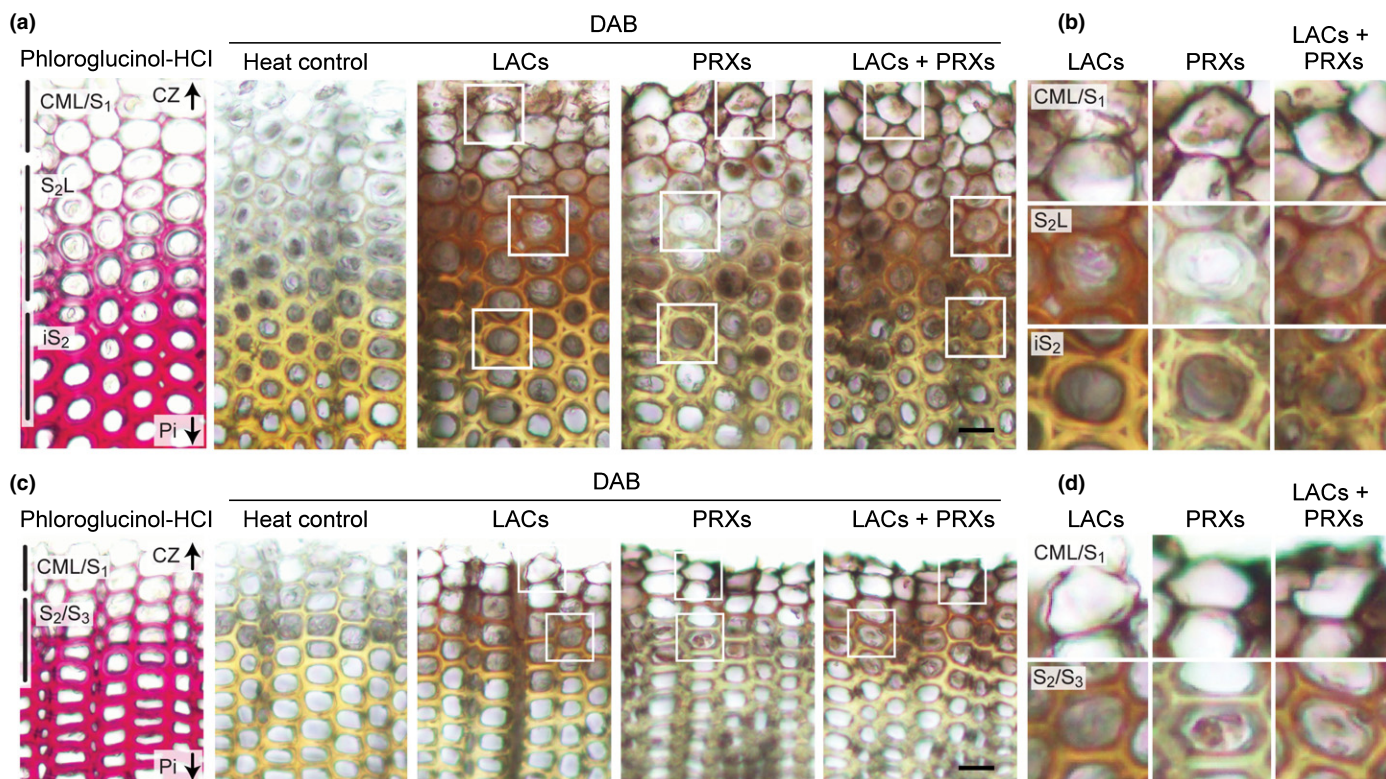 (a)
DAB
Phloroglucinol-HCl
Heat control
LACs
PRXs
LACs + PRXs
CML/S₁
CZ
S₂L
iS₂
Pi
(b)
LACs
PRXs
LACs +
PRXs
CML/S₁
S₂L
iS₂
(c)
DAB
Phloroglucinol-HCl
Heat control
LACs
PRXs
LACs + PRXs
CML/S₁
CZ
S₂/S₃
Pi
(d)
LACs
PRXs
LACs +
PRXs
CML/S₁
S₂/S₃